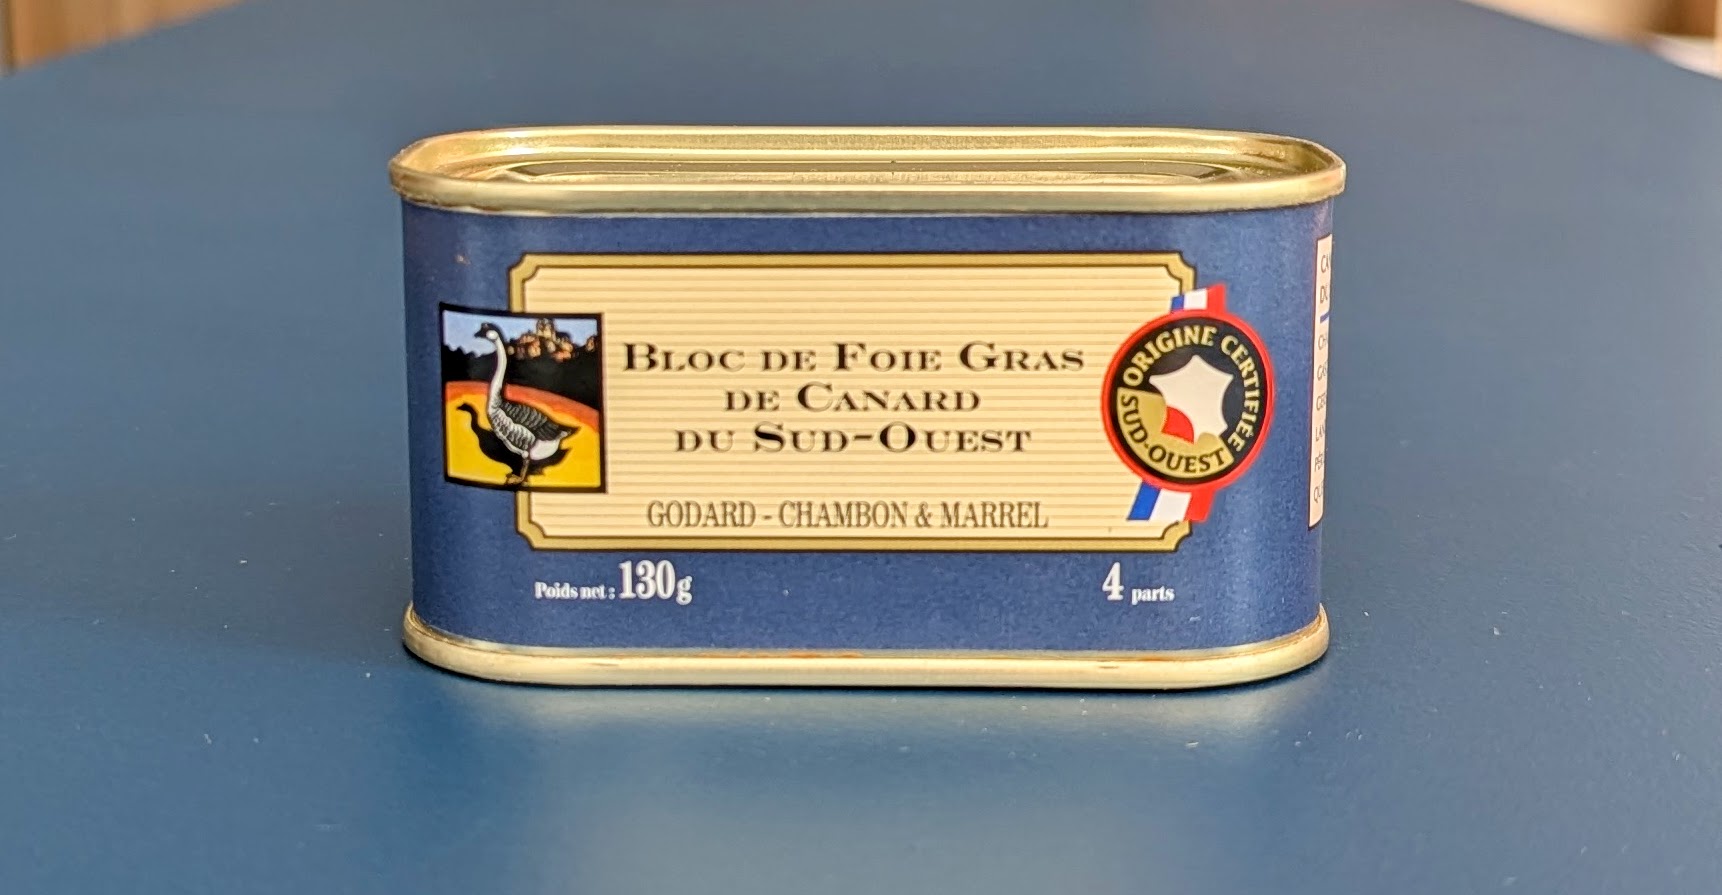 BLOC DE FOIE GRAS
DE CANARD
DU SUD-OUEST
GODARD - CHAMBON & MARREL
ORIGINE CERTIFIÉE
SUD-OUEST
Poids net : 130g
4 parts